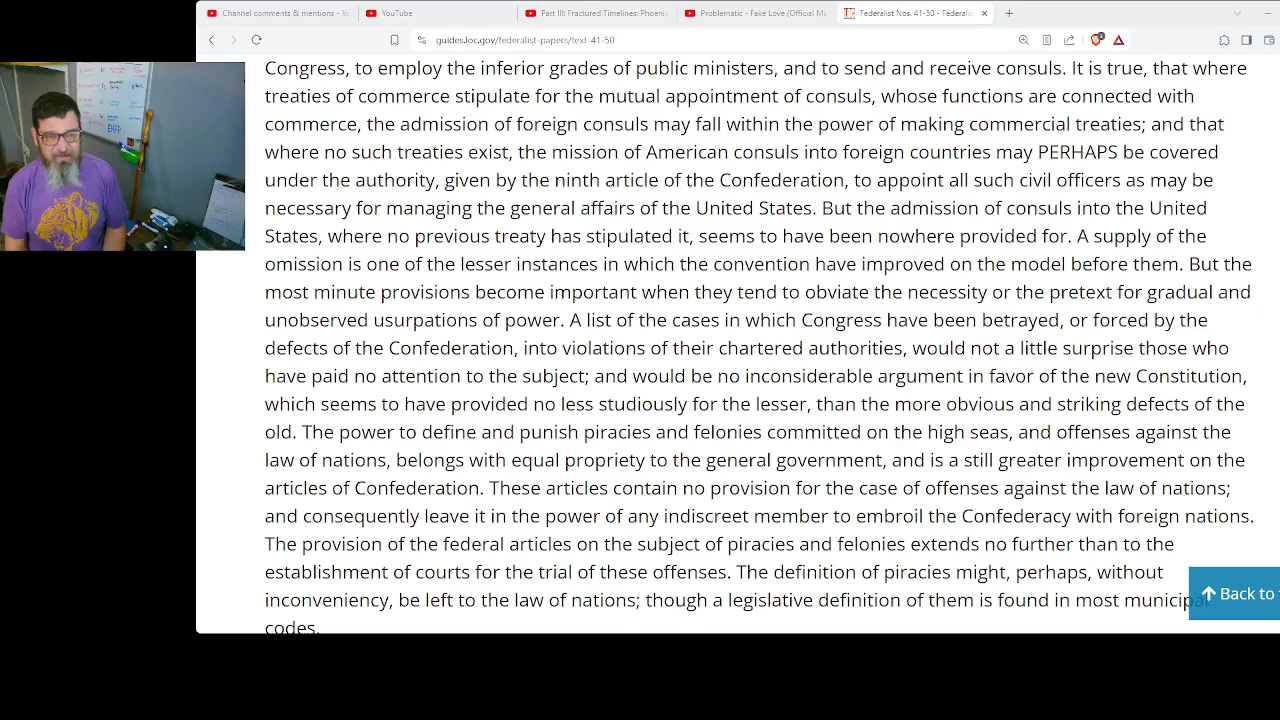 Channel comments & mentions - Yo
YouTube
Part III: Fractured Timelines: Phoenix
Problematic - Fake Love (Official Mu
Federalist Nos. 41-50 - Federalis
guides.loc.gov/federalist-papers/text-41-50
Congress, to employ the inferior grades of public ministers, and to send and receive consuls. It is true, that where
treaties of commerce stipulate for the mutual appointment of consuls, whose functions are connected with
commerce, the admission of foreign consuls may fall within the power of making commercial treaties; and that
where no such treaties exist, the mission of American consuls into foreign countries may PERHAPS be covered
under the authority, given by the ninth article of the Confederation, to appoint all such civil officers as may be
necessary for managing the general affairs of the United States. But the admission of consuls into the United
States, where no previous treaty has stipulated it, seems to have been nowhere provided for. A supply of the
omission is one of the lesser instances in which the convention have improved on the model before them. But the
most minute provisions become important when they tend to obviate the necessity or the pretext for gradual and
unobserved usurpations of power. A list of the cases in which Congress have been betrayed, or forced by the
defects of the Confederation, into violations of their chartered authorities, would not a little surprise those who
have paid no attention to the subject; and would be no inconsiderable argument in favor of the new Constitution,
which seems to have provided no less studiously for the lesser, than the more obvious and striking defects of the
old. The power to define and punish piracies and felonies committed on the high seas, and offenses against the
law of nations, belongs with equal propriety to the general government, and is a still greater improvement on the
articles of Confederation. These articles contain no provision for the case of offenses against the law of nations;
and consequently leave it in the power of any indiscreet member to embroil the Confederacy with foreign nations.
The provision of the federal articles on the subject of piracies and felonies extends no further than to the
establishment of courts for the trial of these offenses. The definition of piracies might, perhaps, without
inconveniency, be left to the law of nations; though a legislative definition of them is found in most municipal
codes.
Back to